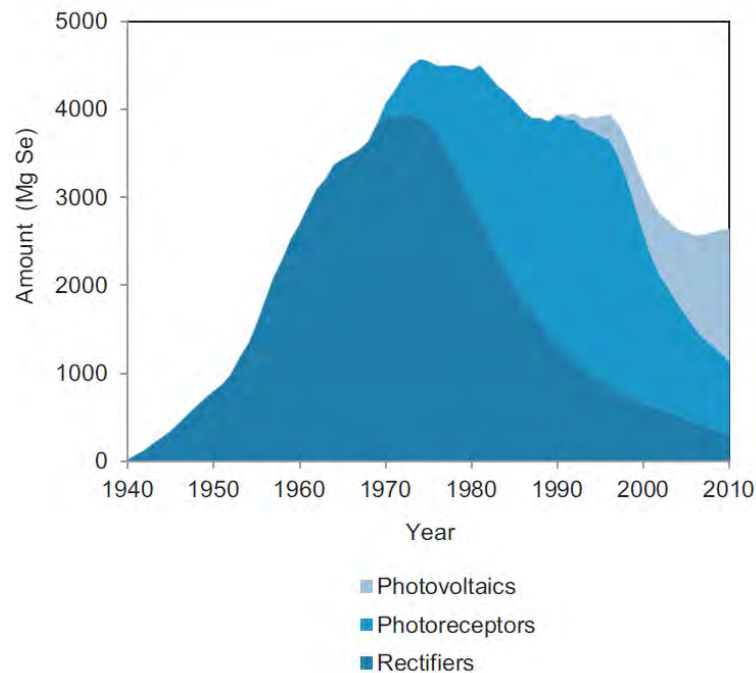 5000
4000
3000
2000
1000
0
Amount (Mg Se)
1940 1950 1960 1970 1980 1990 2000 2010
Year
Photovoltaics
Photoreceptors
Rectifiers